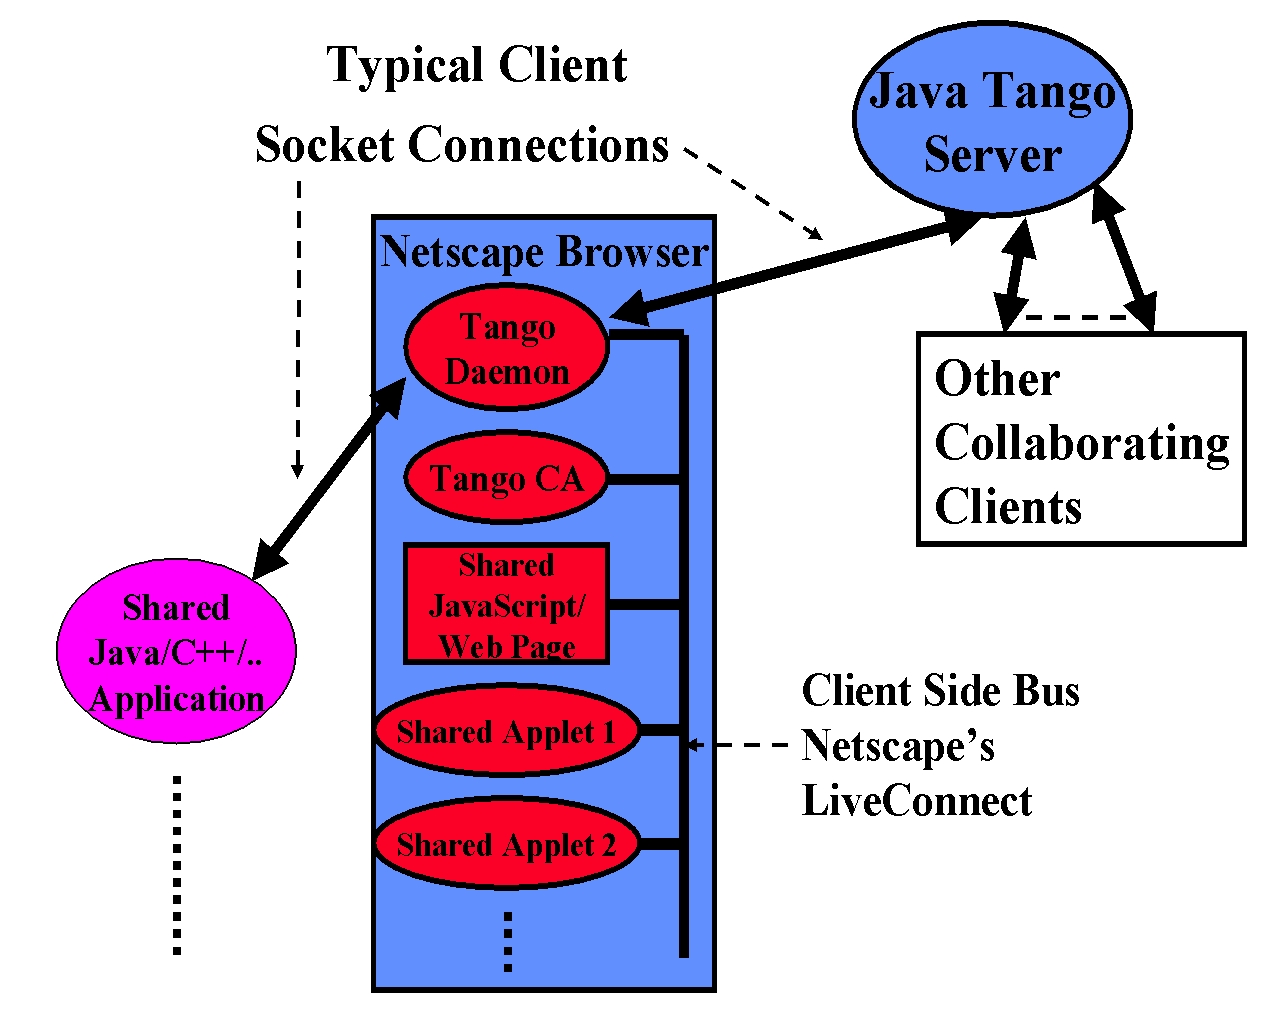 Typical Client
Socket Connections
Java Tango
Server
Netscape Browser
Tango
Daemon
Tango CA
Shared
JavaScript/
Web Page
Shared Applet 1
Shared Applet 2
Other
Collaborating
Clients
Shared
Java/C++/..
Application
Client Side Bus
Netscape’s
LiveConnect